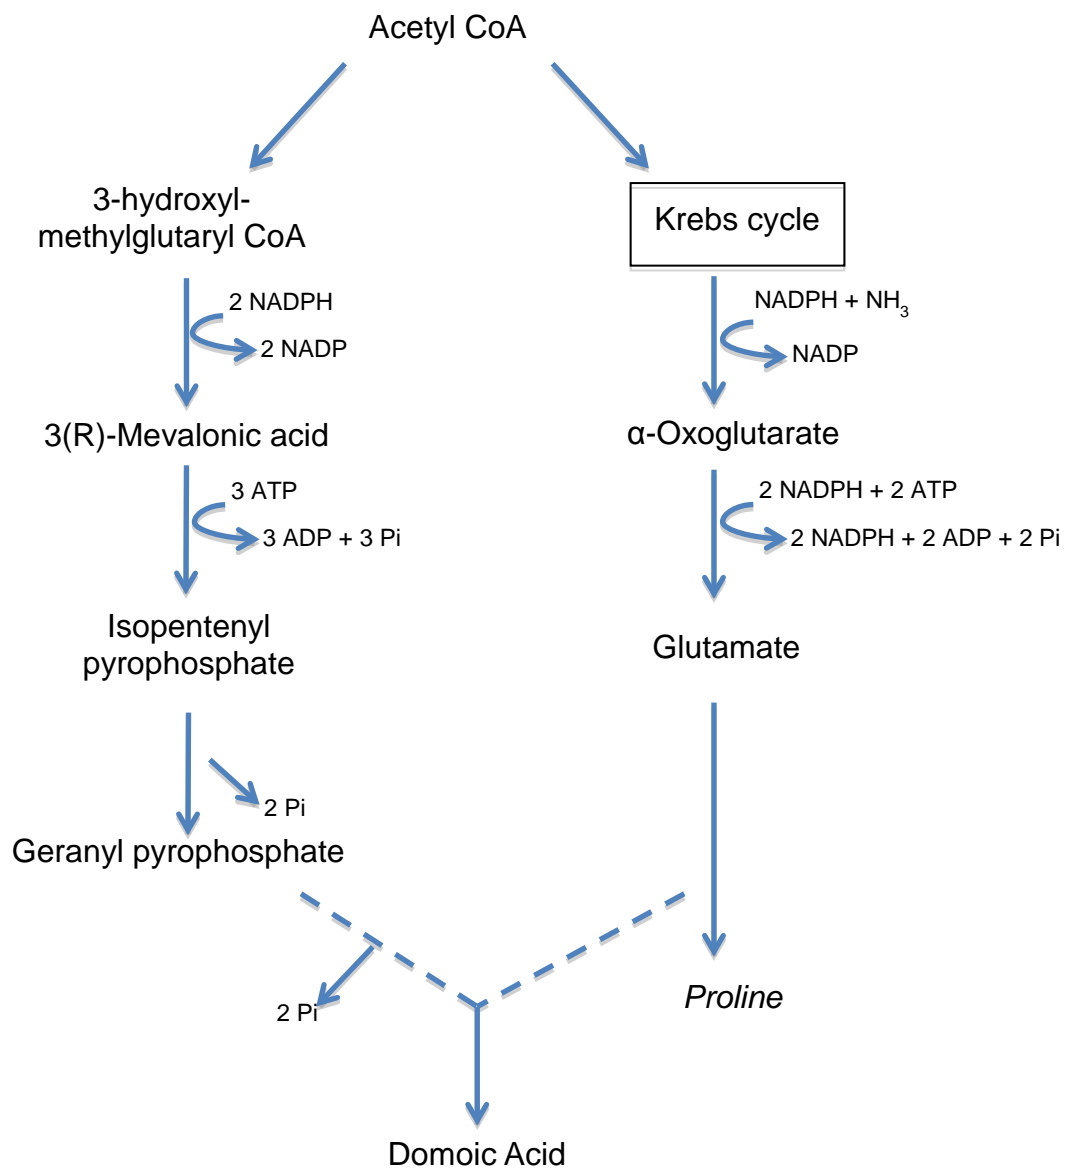 Acetyl CoA
3-hydroxyl-
methylglutaryl CoA
Krebs cycle
2 NADPH
2 NADP
NADPH + NH₃
NADP
3(R)-Mevalonic acid
α-Oxoglutarate
3 ATP
3 ADP + 3 Pi
2 NADPH + 2 ATP
2 NADPH + 2 ADP + 2 Pi
Isopentenyl
pyrophosphate
Glutamate
2 Pi
Geranyl pyrophosphate
2 Pi
Proline
Domoic Acid